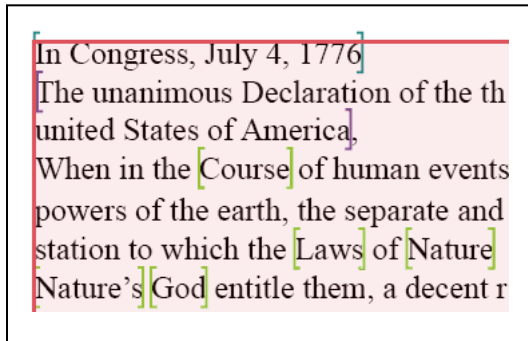 In Congress, July 4, 1776
The unanimous Declaration of the th
united States of America,
When in the Course of human events
powers of the earth, the separate and
station to which the Laws of Nature
Nature’s God entitle them, a decent r